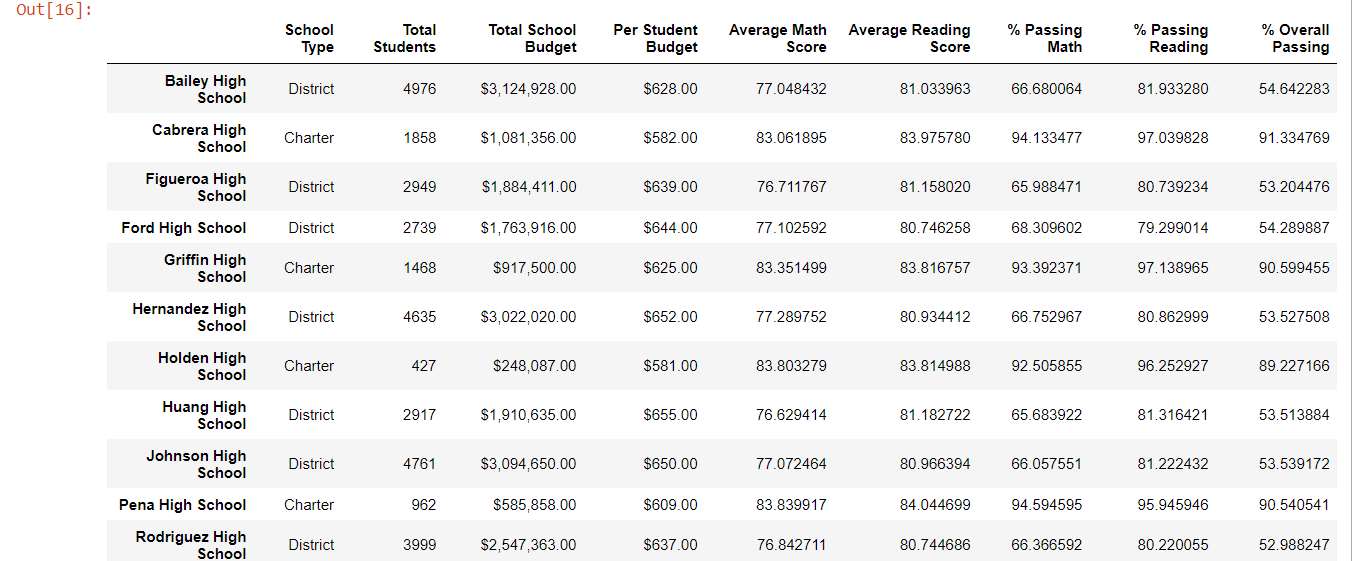 Out[16]:
School Type Total Students Total School Budget Per Student Budget Average Math Score Average Reading Score % Passing Math % Passing Reading % Overall Passing
Bailey High School District 4976 $3,124,928.00 $628.00 77.048432 81.033963 66.680064 81.933280 54.642283
Cabrera High School Charter 1858 $1,081,356.00 $582.00 83.061895 83.975780 94.133477 97.039828 91.334769
Figueroa High School District 2949 $1,884,411.00 $639.00 76.711767 81.158020 65.988471 80.739234 53.204476
Ford High School District 2739 $1,763,916.00 $644.00 77.102592 80.746258 68.309602 79.299014 54.289887
Griffin High School Charter 1468 $917,500.00 $625.00 83.351499 83.816757 93.392371 97.138965 90.599455
Hernandez High School District 4635 $3,022,020.00 $652.00 77.289752 80.934412 66.752967 80.862999 53.527508
Holden High School Charter 427 $248,087.00 $581.00 83.803279 83.814988 92.505855 96.252927 89.227166
Huang High School District 2917 $1,910,635.00 $655.00 76.629414 81.182722 65.683922 81.316421 53.513884
Johnson High School District 4761 $3,094,650.00 $650.00 77.072464 80.966394 66.057551 81.222432 53.539172
Pena High School Charter 962 $585,858.00 $609.00 83.839917 84.044699 94.594595 95.945946 90.540541
Rodriguez High School District 3999 $2,547,363.00 $637.00 76.842711 80.744686 66.366592 80.220055 52.988247